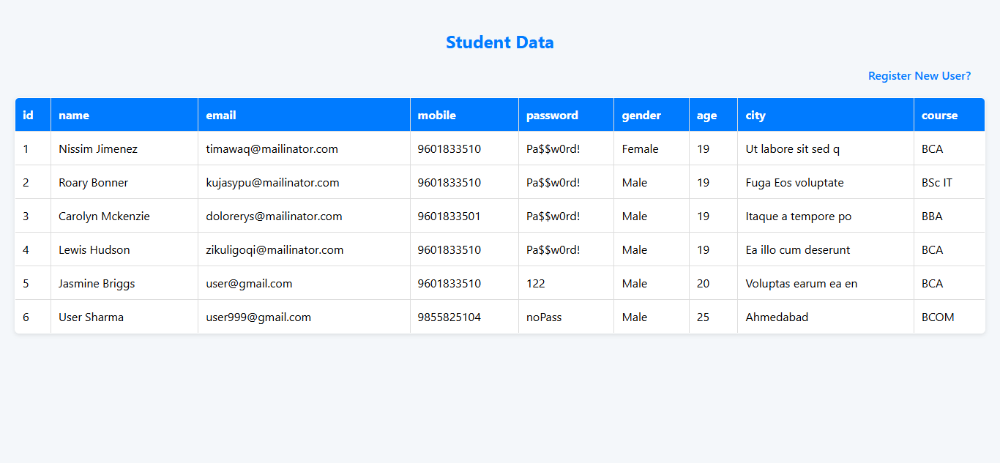 Student Data
Register New User?
id name email mobile password gender age city course
1 Nissim Jimenez timawaq@mailinator.com 9601833510 Pa$$w0rd! Female 19 Ut labore sit sed q BCA
2 Roary Bonner kujasypu@mailinator.com 9601833510 Pa$$w0rd! Male 19 Fuga Eos voluptate BSc IT
3 Carolyn Mckenzie dolorerys@mailinator.com 9601833501 Pa$$w0rd! Male 19 Itaque a tempore po BBA
4 Lewis Hudson zikuligoqi@mailinator.com 9601833510 Pa$$w0rd! Male 19 Ea illo cum deserunt BCA
5 Jasmine Briggs user@gmail.com 9601833510 122 Male 20 Voluptas earum ea en BCA
6 User Sharma user999@gmail.com 9855825104 noPass Male 25 Ahmedabad BCOM